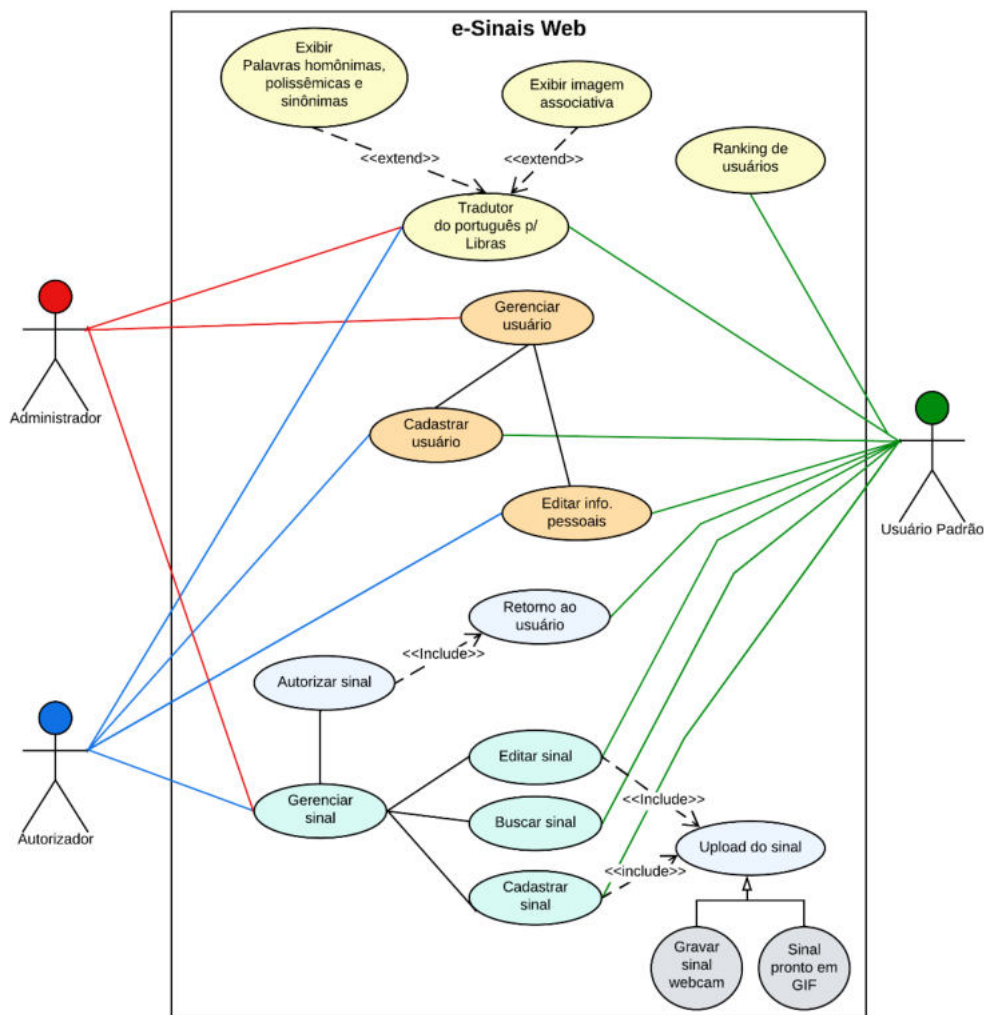 e-Sinais Web
Exibir
Palavras homônimas,
polissêmicas e
sinônimas
Exibir imagem
associativa
Ranking de
usuários
<<extend>>
<<extend>>
Tradutor
do português p/
Libras
Gerenciar
usuário
Administrador
Cadastrar
usuário
Editar info.
pessoais
Usuário Padrão
Retorno ao
usuário
<<Include>>
Autorizar sinal
Editar sinal
Gerenciar
sinal
<<Include>>
Buscar sinal
Autorizador
Upload do sinal
<<include>>
Cadastrar
sinal
Gravar
sinal
webcam
Sinal
pronto em
GIF